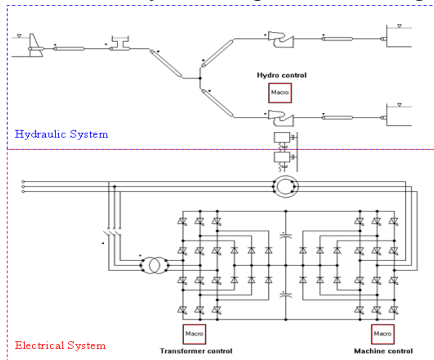 Hydro control
Macro
Hydraulic System
Macro
Macro
Electrical System
Transformer control
Machine control